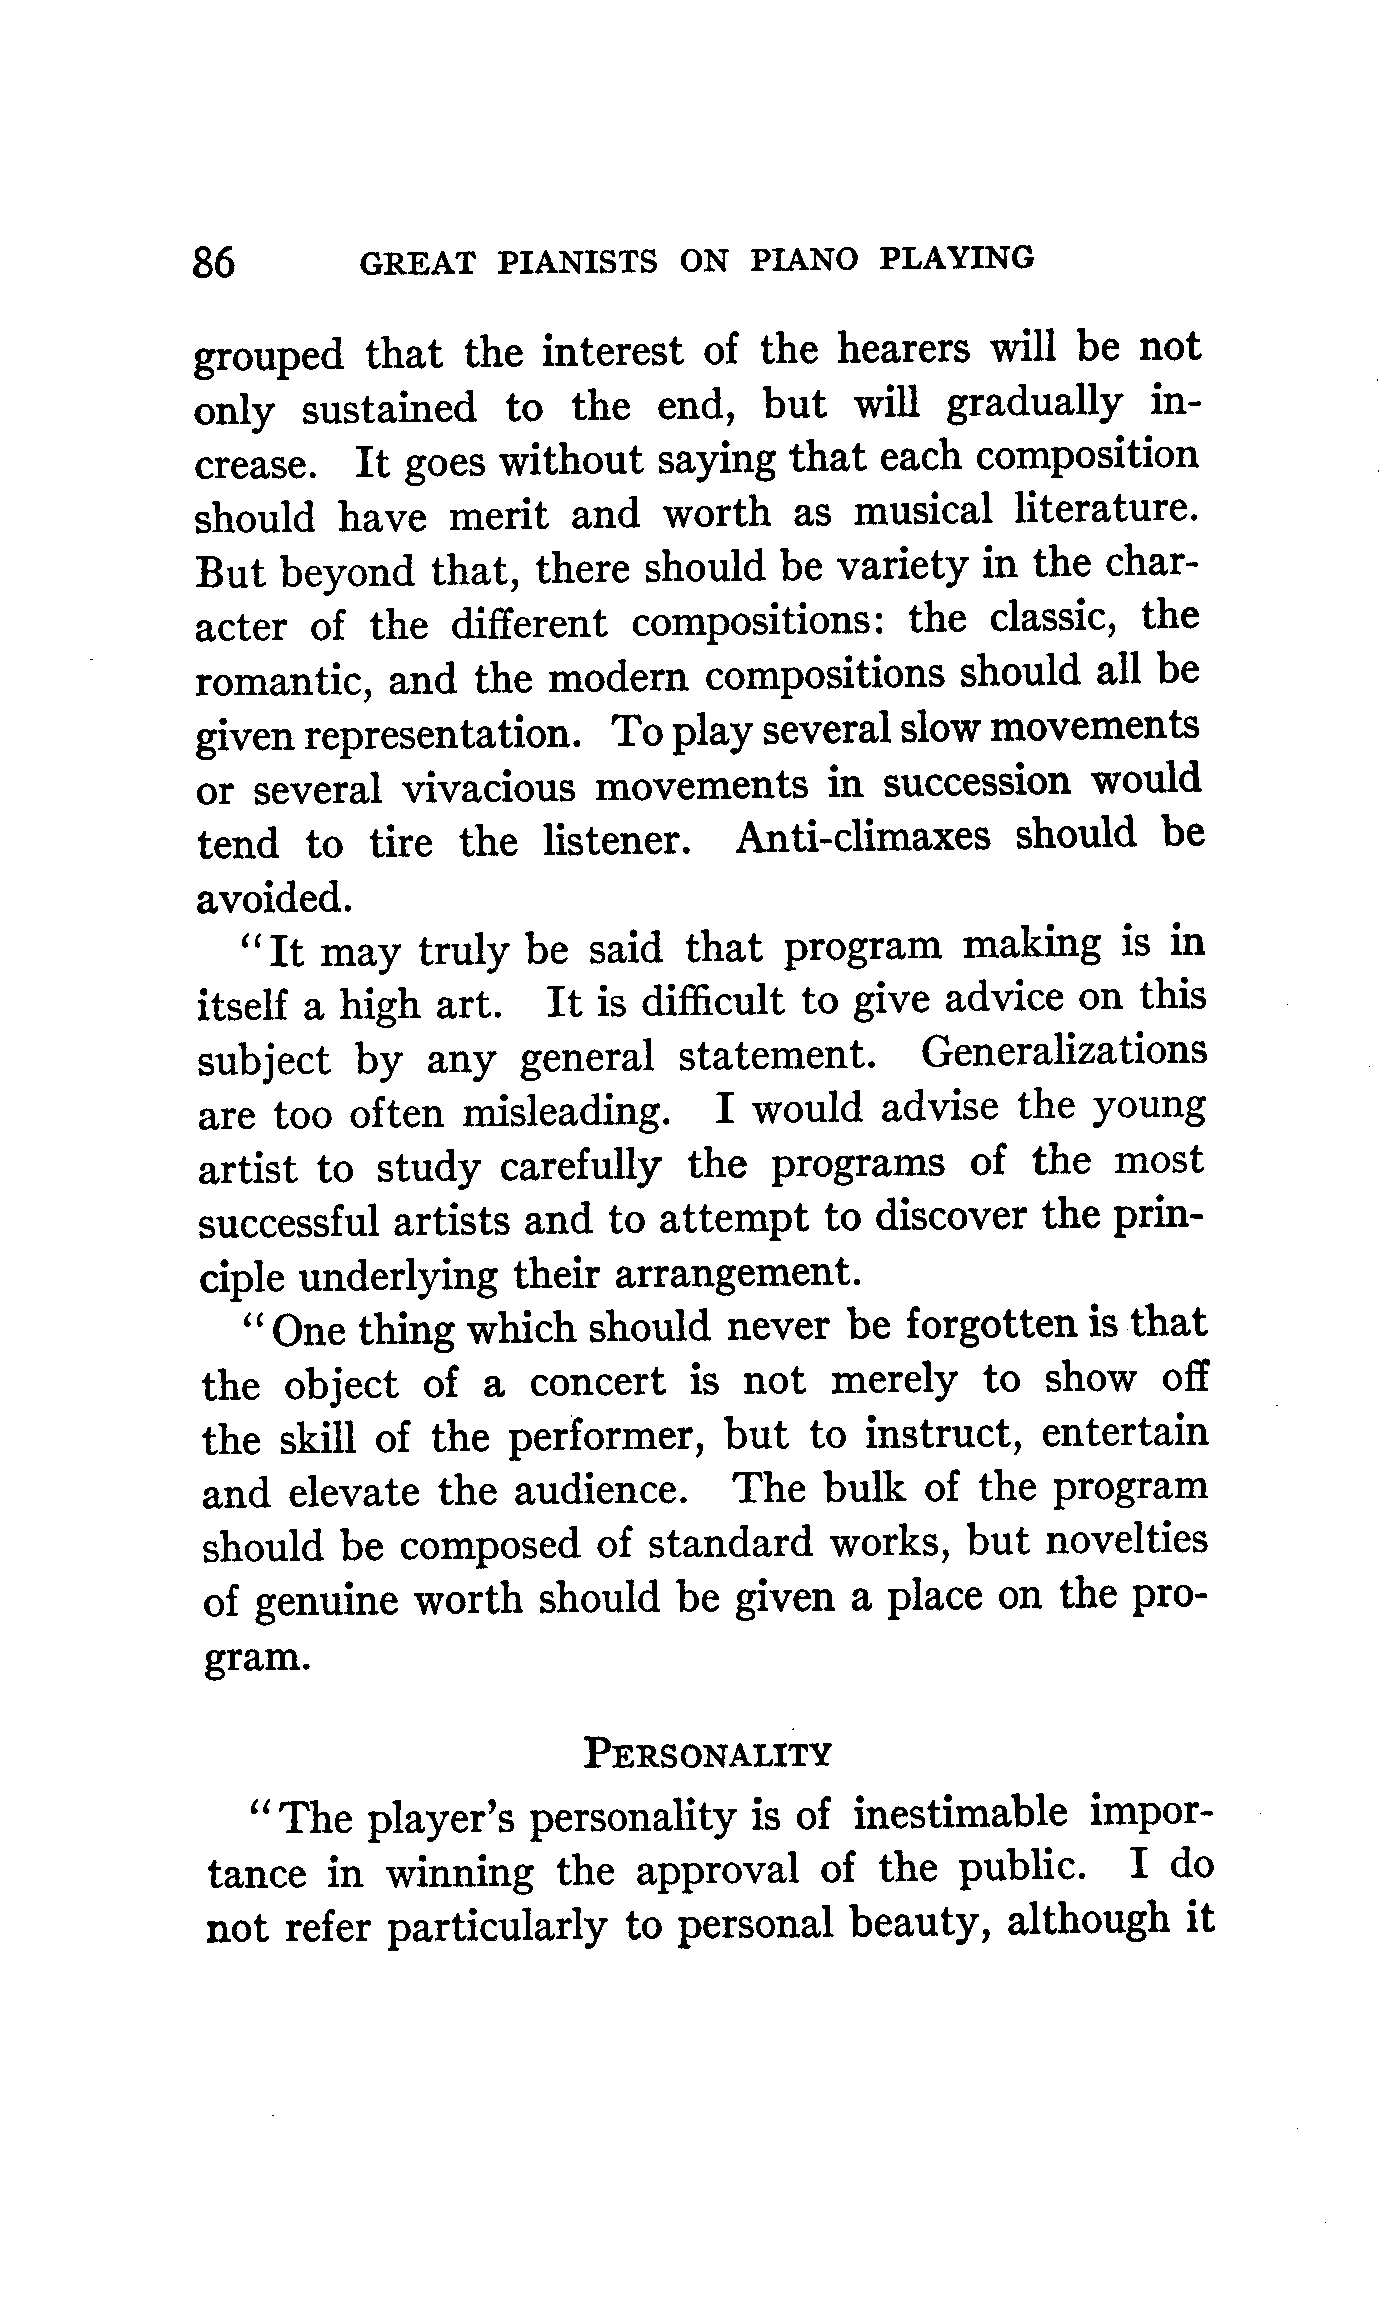 86 GREAT PIANISTS ON PIANO PLAYING
grouped that the interest of the hearers will be not
only sustained to the end, but will gradually in-
crease. It goes without saying that each composition
should have merit and worth as musical literature.
But beyond that, there should be variety in the char-
acter of the different compositions: the classic, the
romantic, and the modern compositions should all be
given representation. To play several slow movements
or several vivacious movements in succession would
tend to tire the listener. Anti-climaxes should be
avoided.
"It may truly be said that program making is in
itself a high art. It is difficult to give advice on this
subject by any general statement. Generalizations
are too often misleading. I would advise the young
artist to study carefully the programs of the most
successful artists and to attempt to discover the prin-
ciple underlying their arrangement.
"One thing which should never be forgotten is that
the object of a concert is not merely to show off
the skill of the performer, but to instruct, entertain
and elevate the audience. The bulk of the program
should be composed of standard works, but novelties
of genuine worth should be given a place on the pro-
gram.
PERSONALITY
"The player's personality is of inestimable impor-
tance in winning the approval of the public. I do
not refer particularly to personal beauty, although it